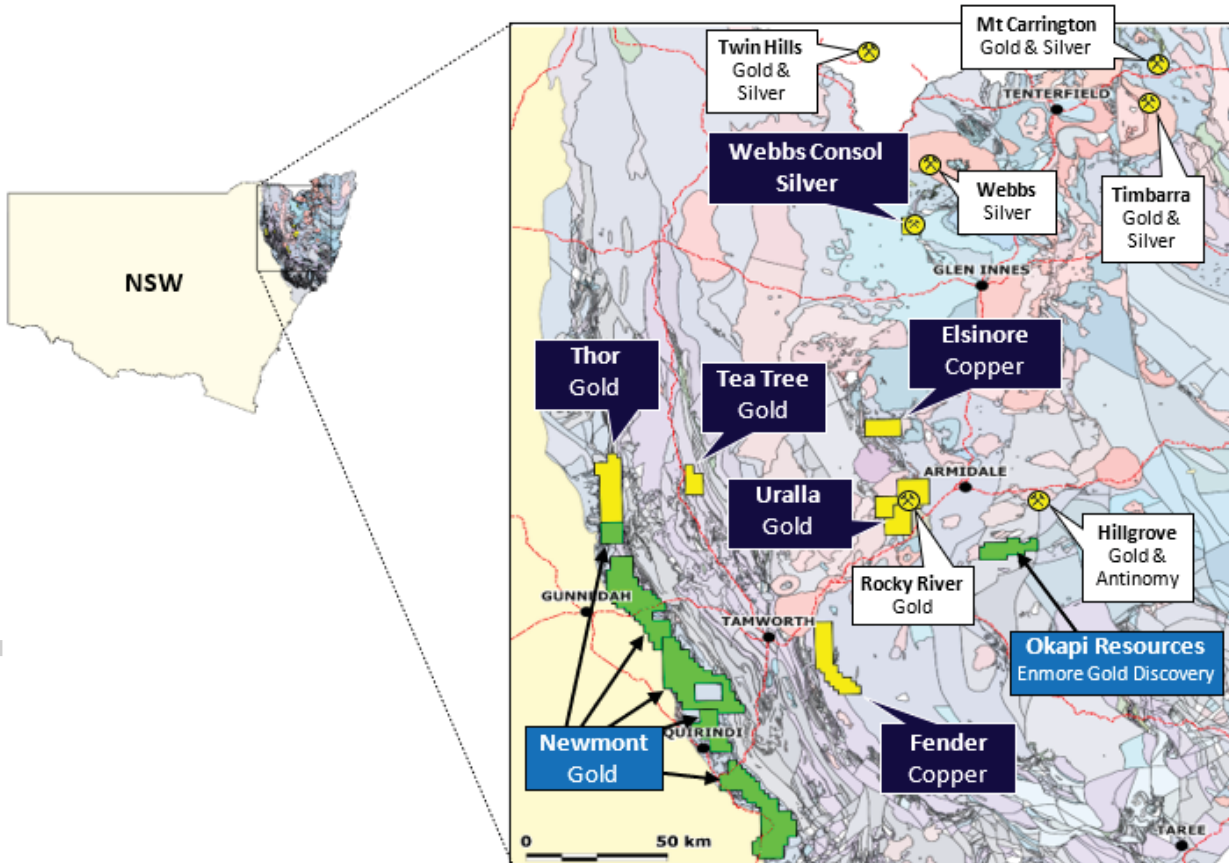 NSW
Twin Hills
Gold &
Silver
Mt Carrington
Gold & Silver
TENTERFIELD
Webbs Consol
Silver
Webbs
Silver
Timbarra
Gold &
Silver
GLEN INNES
Thor
Gold
Tea Tree
Gold
Elsinore
Copper
Uralla
Gold
ARMIDALE
Rocky River
Gold
Hillgrove
Gold &
Antinomy
GUNNEDAH
TAMWORTH
Okapi Resources
Enmore Gold Discovery
Newmont
Gold
QUIRINDI
Fender
Copper
TAREE
0 50 km